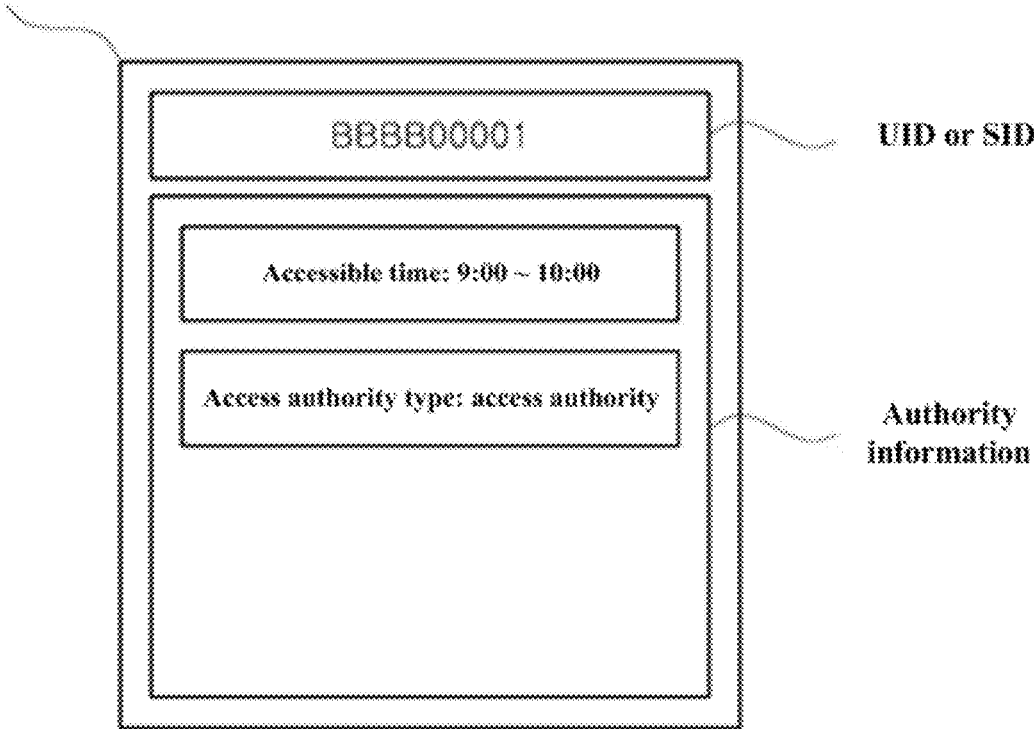 BBBB00001
UID or SID
Accessible time: 9:00 ~ 10:00
Access authority type: access authority
Authority
information